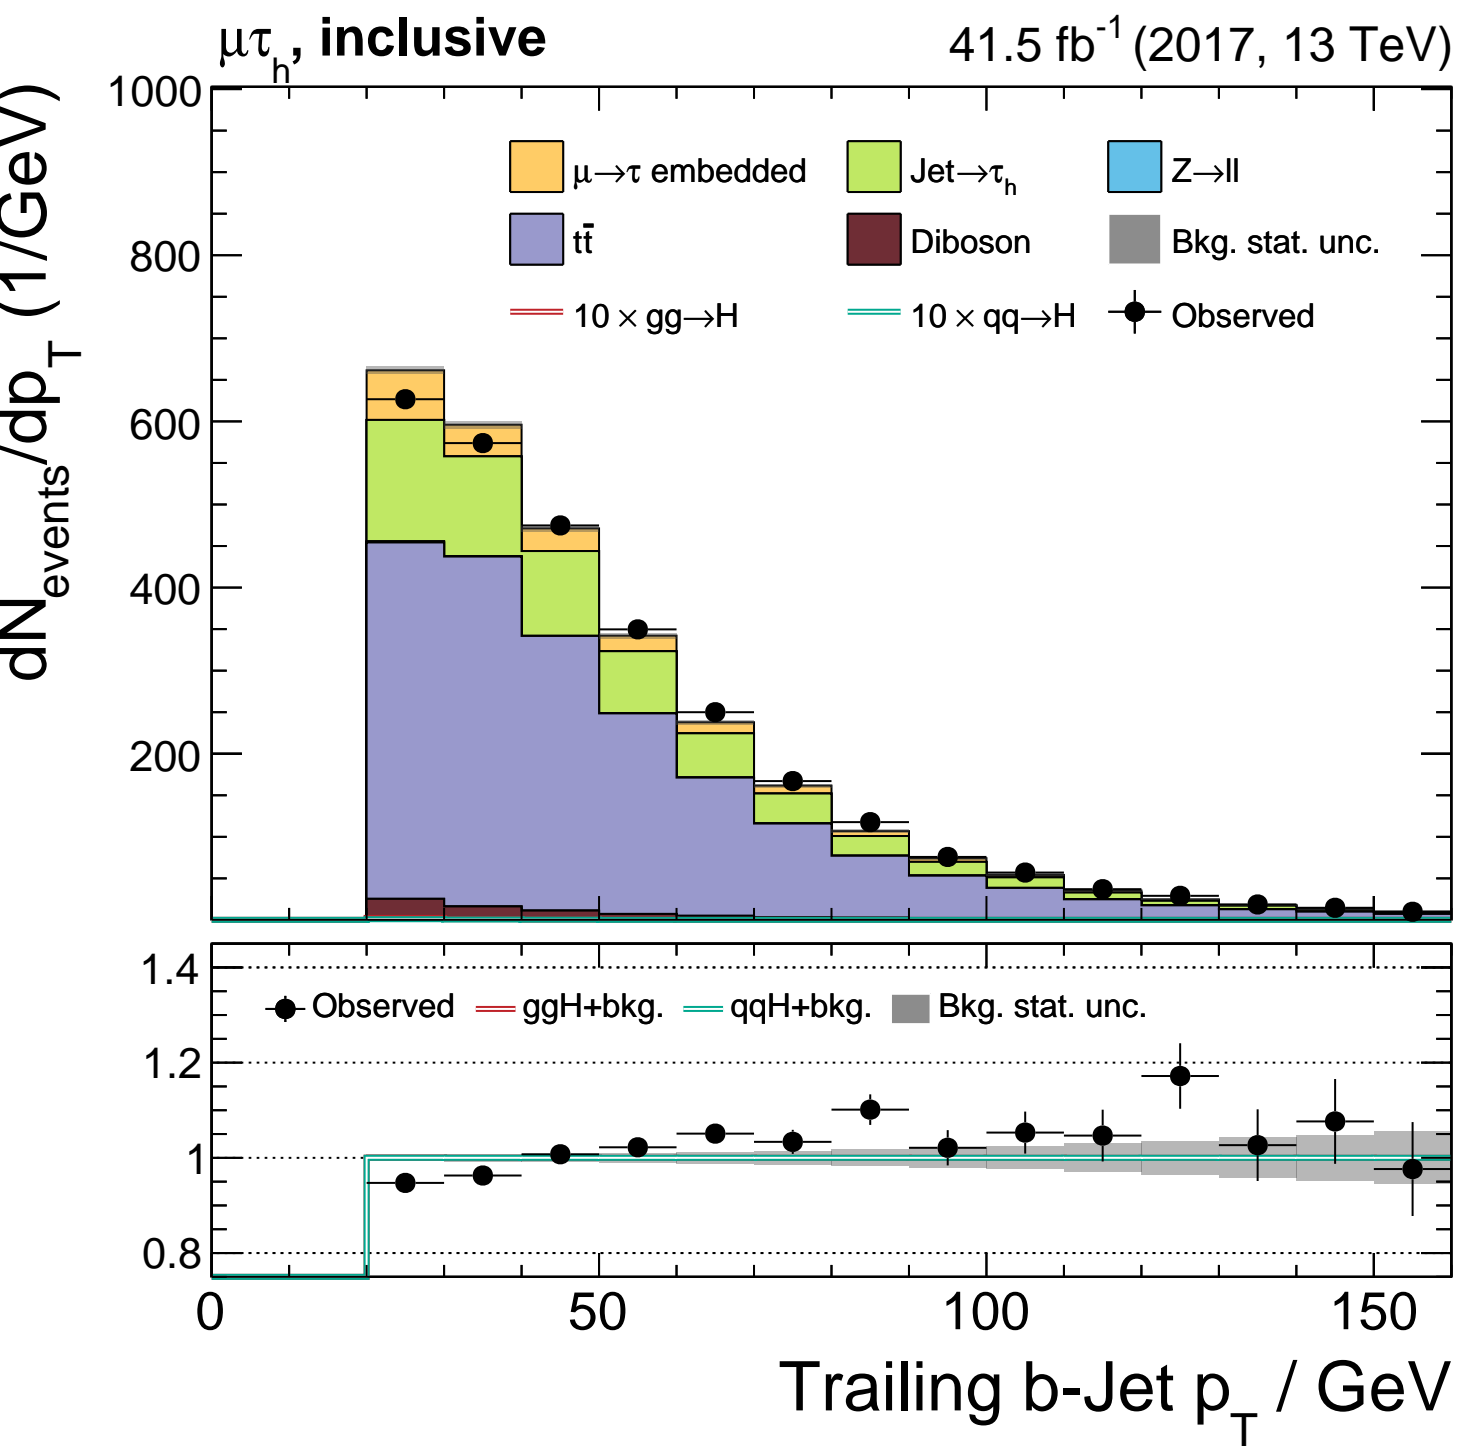 μτh, inclusive
41.5 fb-1 (2017, 13 TeV)
dNevents/dpT (1/GeV)
1000
800
600
400
200
μ→τ embedded
Jet→τh
Z→ll
tt̄
Diboson
Bkg. stat. unc.
10 × gg→H
10 × qq→H
Observed
1.4
1.2
1
0.8
Observed
ggH+bkg.
qqH+bkg.
Bkg. stat. unc.
0
50
100
150
Trailing b-Jet pT / GeV